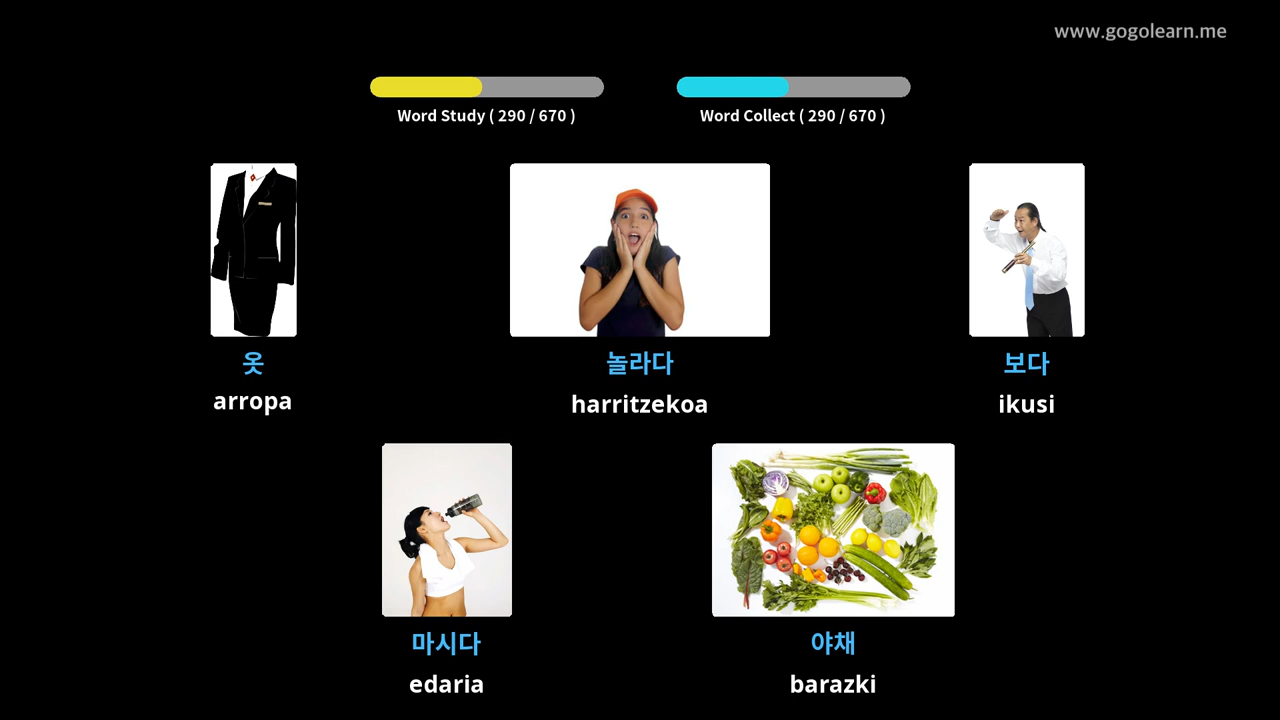 www.gogolearn.me
Word Study ( 290 / 670 )
Word Collect ( 290 / 670 )
옷
놀라다
보다
arropa
harritzekoa
ikusi
마시다
야채
edaria
barazki